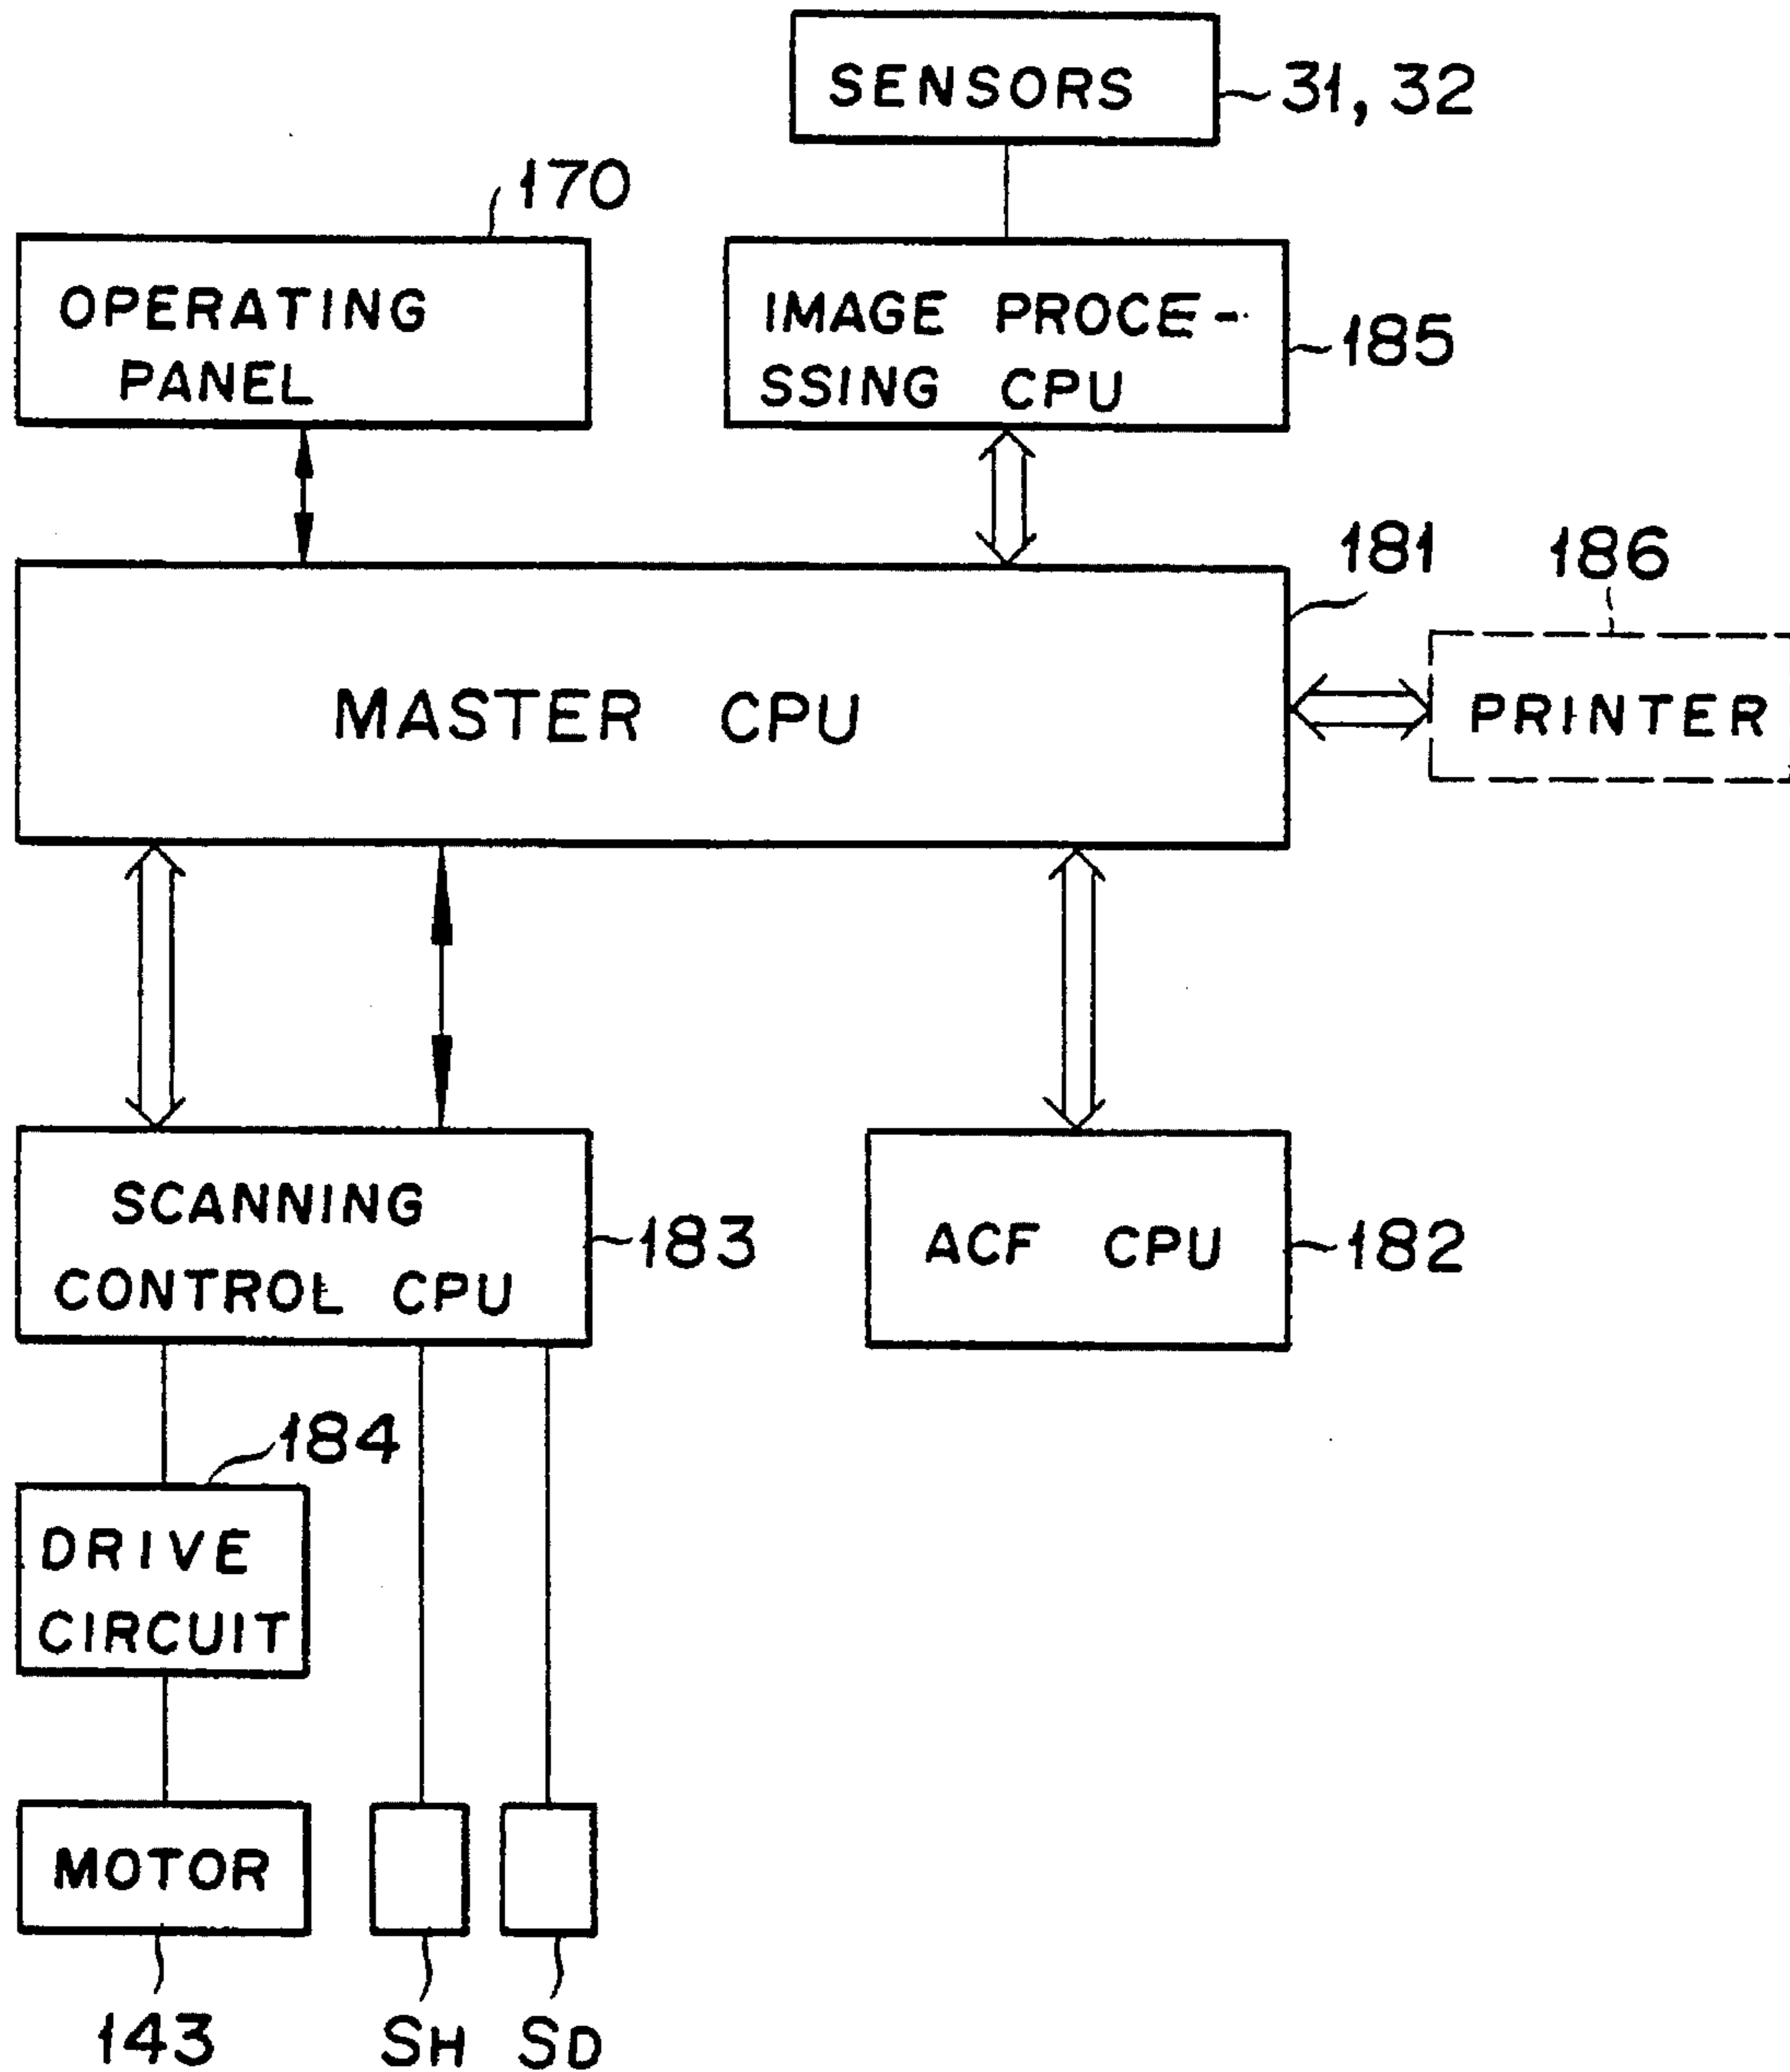 SENSORS
31, 32
170
OPERATING
PANEL
IMAGE PROCE-
SSING CPU
185
181
186
MASTER CPU
PRINTER
SCANNING
CONTROL CPU
183
ACF CPU
182
184
DRIVE
CIRCUIT
MOTOR
143
SH
SD